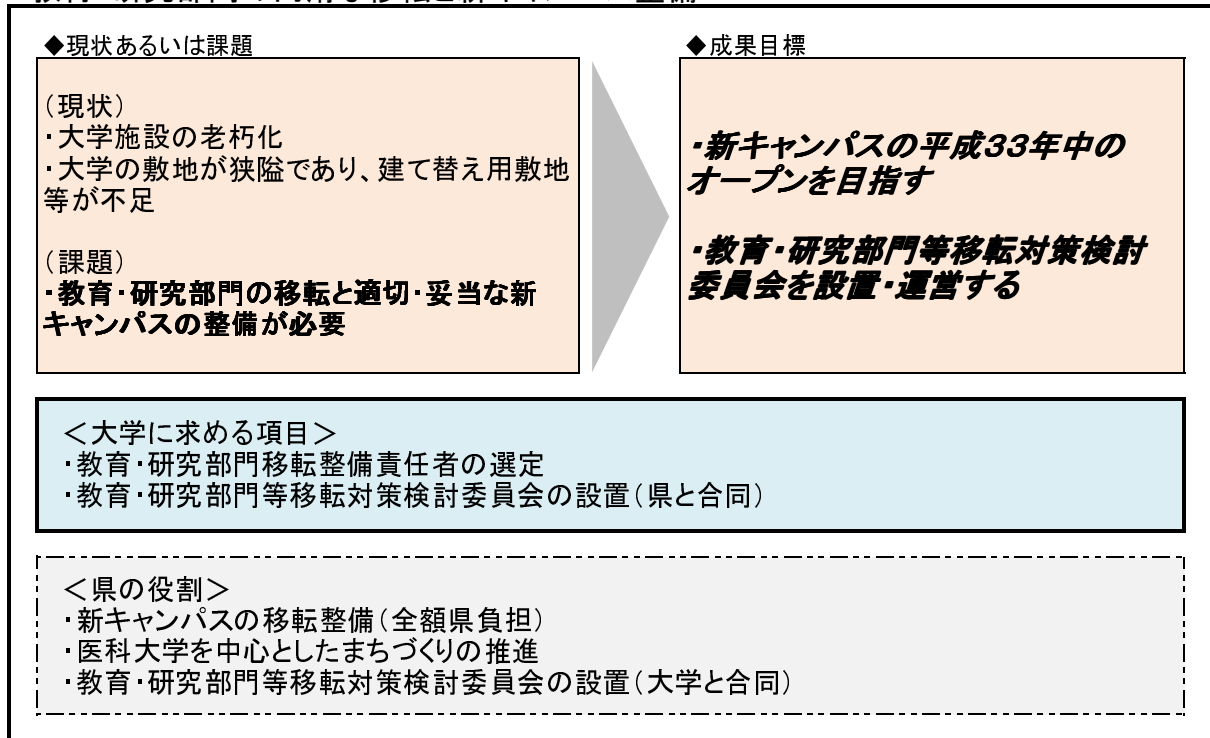 ◆現状あるいは課題
(現状)
・大学施設の老朽化
・大学の敷地が狭隘であり、建て替え用敷地
等が不足
(課題)
・教育・研究部門の移転と適切・妥当な新
キャンパスの整備が必要
◆成果目標
・新キャンパスの平成33年中の
オープンを目指す
・教育・研究部門等移転対策検討
委員会を設置・運営する
＜大学に求める項目＞
・教育・研究部門移転整備責任者の選定
・教育・研究部門等移転対策検討委員会の設置(県と合同)
＜県の役割＞
・新キャンパスの移転整備(全額県負担)
・医科大学を中心としたまちづくりの推進
・教育・研究部門等移転対策検討委員会の設置(大学と合同)